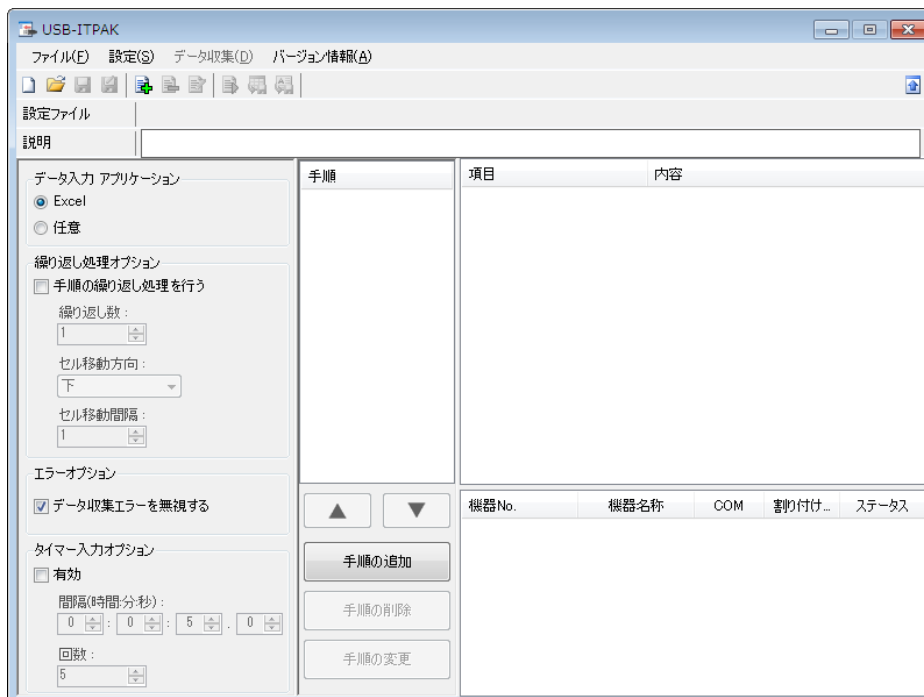 USB-ITPAK
ファイル(F) 設定(S) データ収集(D) バージョン情報(A)
設定ファイル
説明
データ入力 アプリケーション
Excel
任意
繰り返し処理オプション
手順の繰り返し処理を行う
繰り返し数 :
1
セル移動方向 :
下
セル移動間隔 :
1
エラーオプション
データ収集エラーを無視する
タイマー入力オプション
有効
間隔(時間:分:秒) :
0 : 0 : 5 . 0
回数 :
5
手順
▲ ▼
手順の追加
手順の削除
手順の変更
項目 内容
機器No. 機器名称 COM 割り付け... ステータス